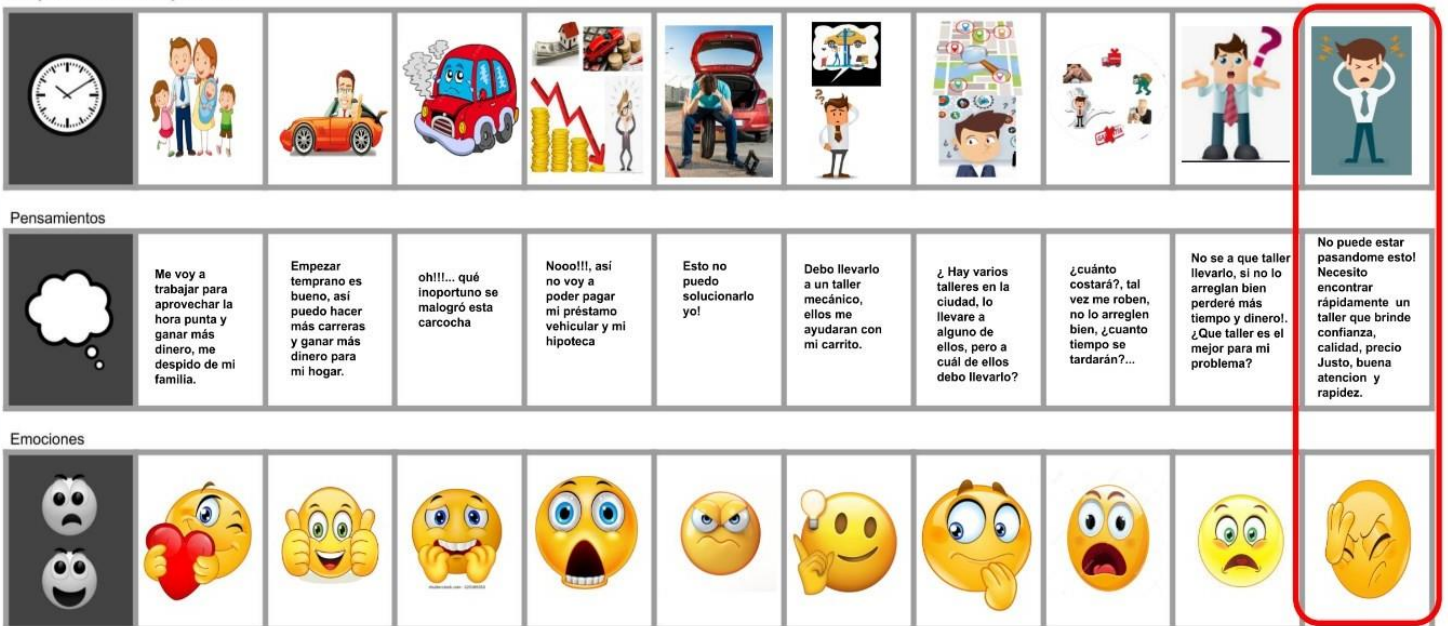 Pensamientos
Me voy a
trabajar para
aprovechar la
hora punta y
ganar más
dinero, me
despido de mi
familia.
Empezar
temprano es
bueno, así
puedo hacer
más carreras
y ganar más
dinero para
mi hogar.
oh!!!... qué
inoportuno se
malogró esta
carcocha
Nooo!!!, así
no voy a
poder pagar
mi préstamo
vehicular y mi
hipoteca
Esto no
puedo
solucionarlo
yo!
Debo llevarlo
a un taller
mecánico,
ellos me
ayudaran con
mi carrito.
¿ Hay varios
talleres en la
ciudad, lo
llevare a
alguno de
ellos, pero a
cuál de ellos
debo llevarlo?
¿cuánto
costará?, tal
vez me roben,
no lo arreglen
bien, ¿cuanto
tiempo se
tardarán?...
No se a que taller
llevarlo, si no lo
arreglan bien
perderé más
tiempo y dinero!.
¿Que taller es el
mejor para mi
problema?
No puede estar
pasandome esto!
Necesito
encontrar
rápidamente un
taller que brinde
confianza,
calidad, precio
Justo, buena
atencion y
rapidez.
Emociones